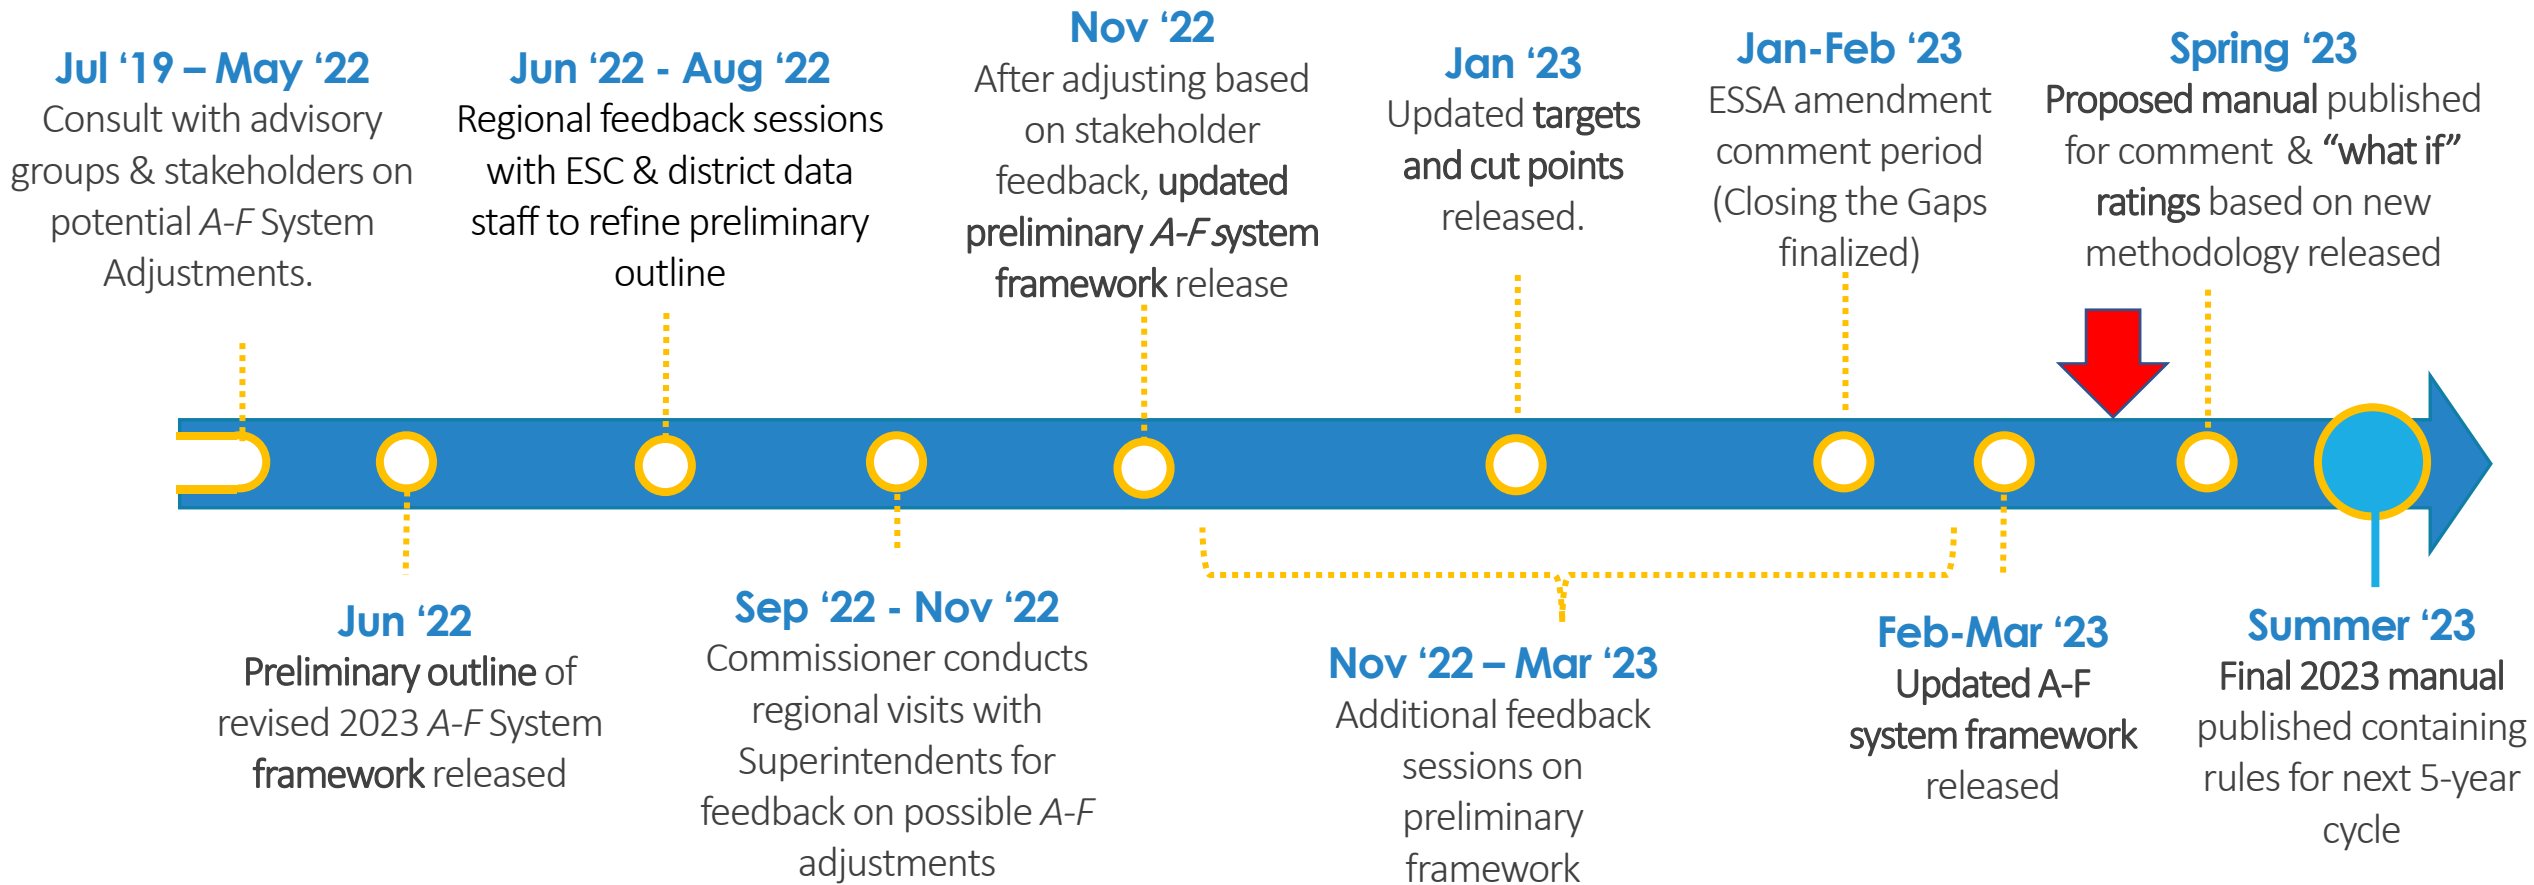 Jul ‘19 – May ‘22
Consult with advisory
groups & stakeholders on
potential A-F System
Adjustments.
Jun ‘22 - Aug ‘22
Regional feedback sessions
with ESC & district data
staff to refine preliminary
outline
Nov ‘22
After adjusting based
on stakeholder
feedback, updated
preliminary A-F system
framework release
Jan ‘23
Updated targets
and cut points
released.
Jan-Feb ‘23
ESSA amendment
comment period
(Closing the Gaps
finalized)
Spring ‘23
Proposed manual published
for comment & “what if”
ratings based on new
methodology released
Jun ‘22
Preliminary outline of
revised 2023 A-F System
framework released
Sep ‘22 - Nov ‘22
Commissioner conducts
regional visits with
Superintendents for
feedback on possible A-F
adjustments
Nov ‘22 – Mar ‘23
Additional feedback
sessions on
preliminary
framework
Feb-Mar ‘23
Updated A-F
system framework
released
Summer ‘23
Final 2023 manual
published containing
rules for next 5-year
cycle